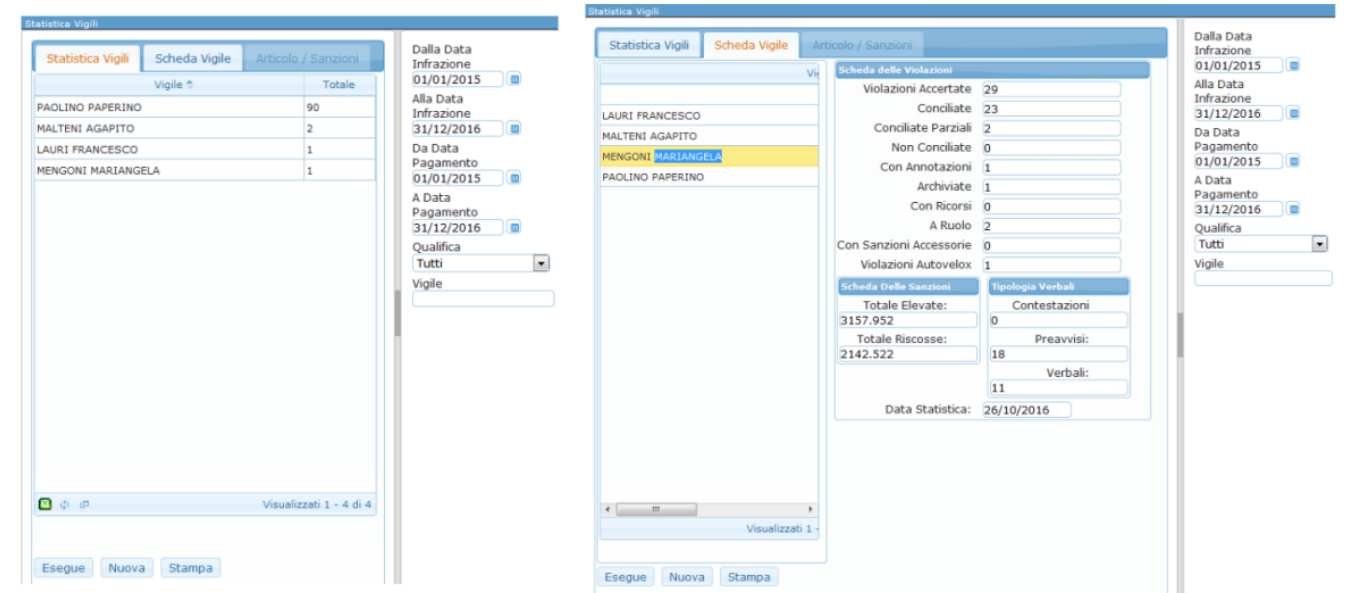 Statistica Vigili
Statistica Vigili Scheda Vigile Articolo / Sanzioni
Vigile Totale
PAOLINO PAPERINO 90
MALTENI AGAPITO 2
LAURI FRANCESCO 1
MENGONI MARIANGELA 1
Visualizzati 1 - 4 di 4
Esegue Nuova Stampa
Dalla Data
Infrazione
01/01/2015
Alla Data
Infrazione
31/12/2016
Da Data
Pagamento
01/01/2015
A Data
Pagamento
31/12/2016
Qualifica
Tutti
Vigile
Statistica Vigili
Statistica Vigili Scheda Vigile Articolo / Sanzioni
Vig
LAURI FRANCESCO
MALTENI AGAPITO
MENGONI MARIANGELA
PAOLINO PAPERINO
Visualizzati 1 -
Esegue Nuova Stampa
Scheda delle Violazioni
Violazioni Accertate 29
Conciliate 23
Conciliate Parziali 2
Non Conciliate 0
Con Annotazioni 1
Archiviate 1
Con Ricorsi 0
A Ruolo 2
Con Sanzioni Accessorie 0
Violazioni Autovelox 1
Scheda Delle Sanzioni
Totale Elevate:
3157.952
Totale Riscosse:
2142.522
Tipologia Verbali
Contestazioni
0
Preavvisi:
18
Verbali:
11
Data Statistica: 26/10/2016
Dalla Data
Infrazione
01/01/2015
Alla Data
Infrazione
31/12/2016
Da Data
Pagamento
01/01/2015
A Data
Pagamento
31/12/2016
Qualifica
Tutti
Vigile